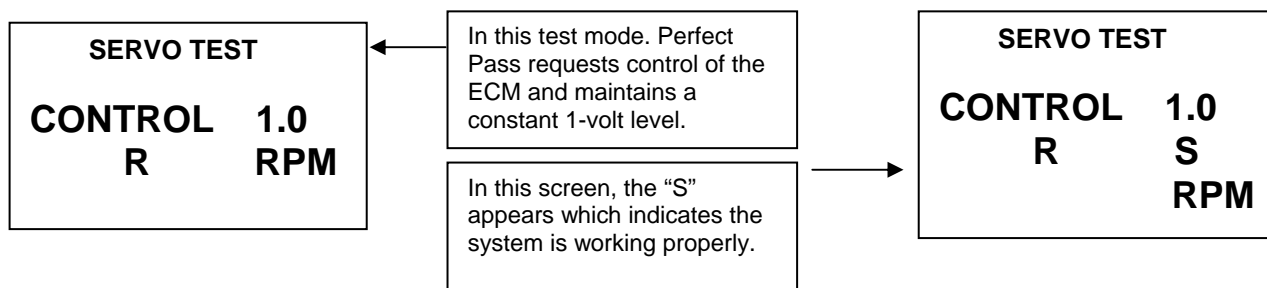 SERVO TEST
CONTROL 1.0
R RPM
In this test mode. Perfect
Pass requests control of the
ECM and maintains a
constant 1-volt level.
In this screen, the “S”
appears which indicates the
system is working properly.
SERVO TEST
CONTROL 1.0
R S
RPM